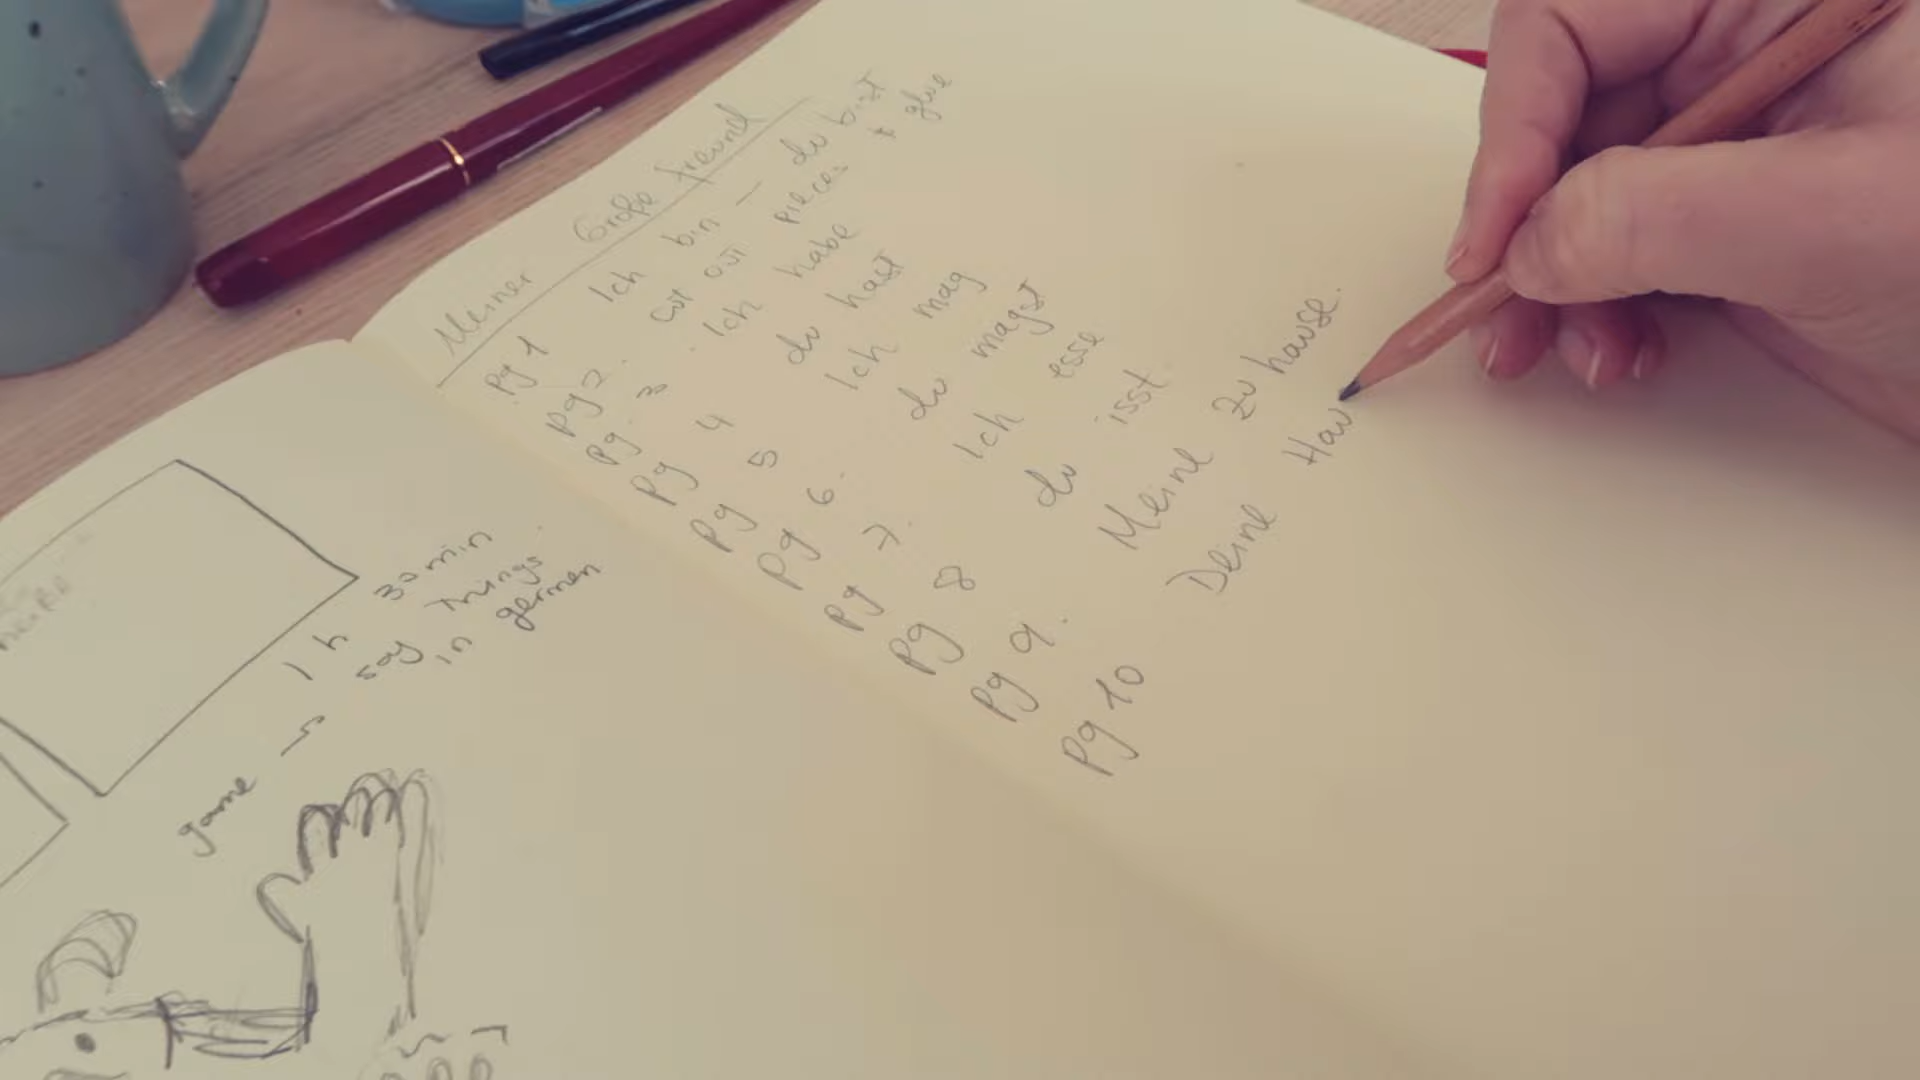 Meiner Große freund
Pg 1 Ich bin — du bist
Pg 2. cut out pieces & glue
Pg. 3 . Ich habe
Pg 4 du hast
Pg 5 Ich mag
Pg 6. du magst
Pg 7. Ich esse
Pg 8 du isst.
Pg 9. Meine zu hause.
Pg 10 Deine Hau
30 min
things
1 h say in germen
game →